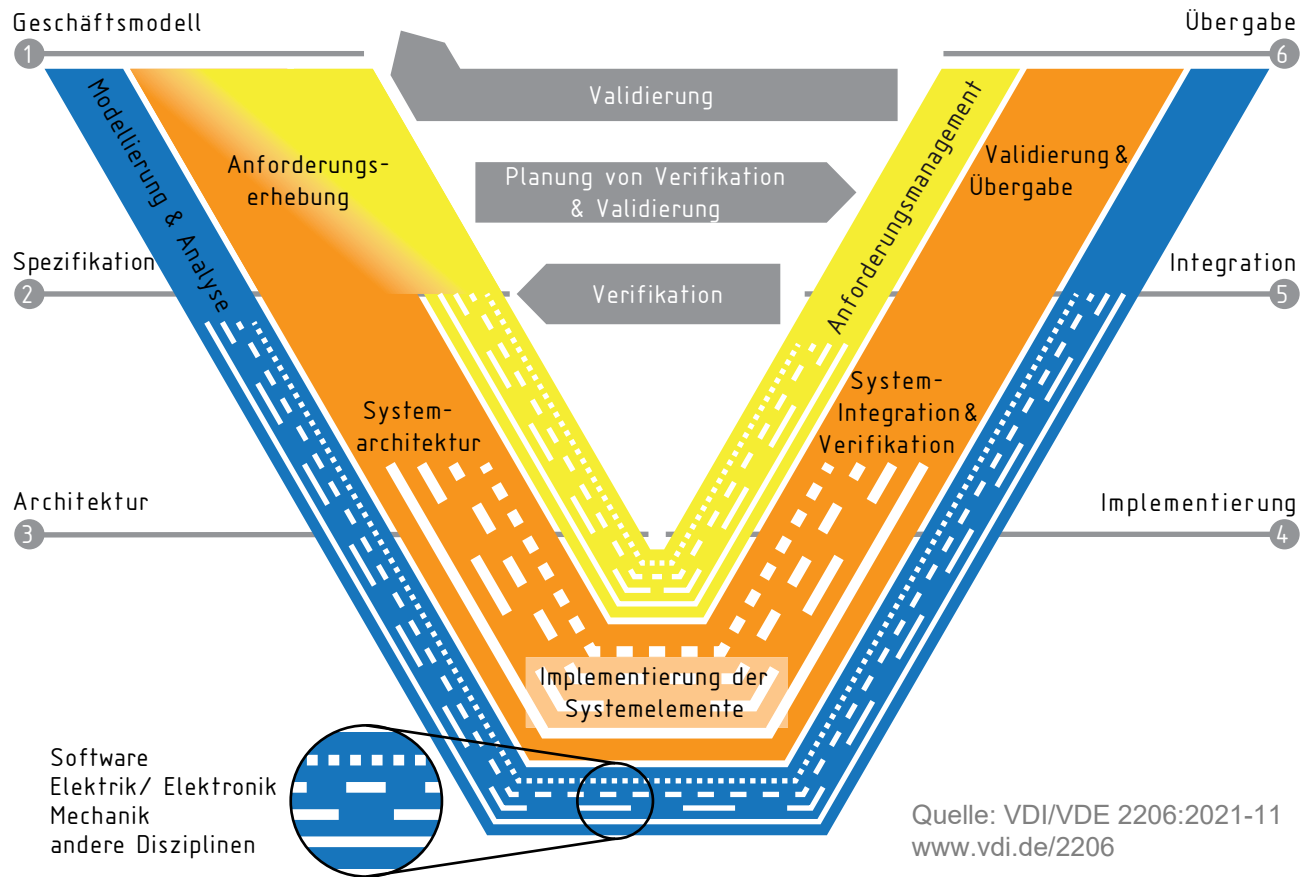 Geschäftsmodell
1
Übergabe
6
Validierung
Modellierung & Analyse
Anforderungs-
erhebung
Planung von Verifikation
& Validierung
Anforderungsmanagement
Validierung &
Übergabe
Spezifikation
2
Verifikation
Integration
5
System-
architektur
System-
Integration &
Verifikation
Architektur
3
Implementierung
4
Implementierung der
Systemelemente
Software
Elektrik/ Elektronik
Mechanik
andere Disziplinen
Quelle: VDI/VDE 2206:2021-11
www.vdi.de/2206